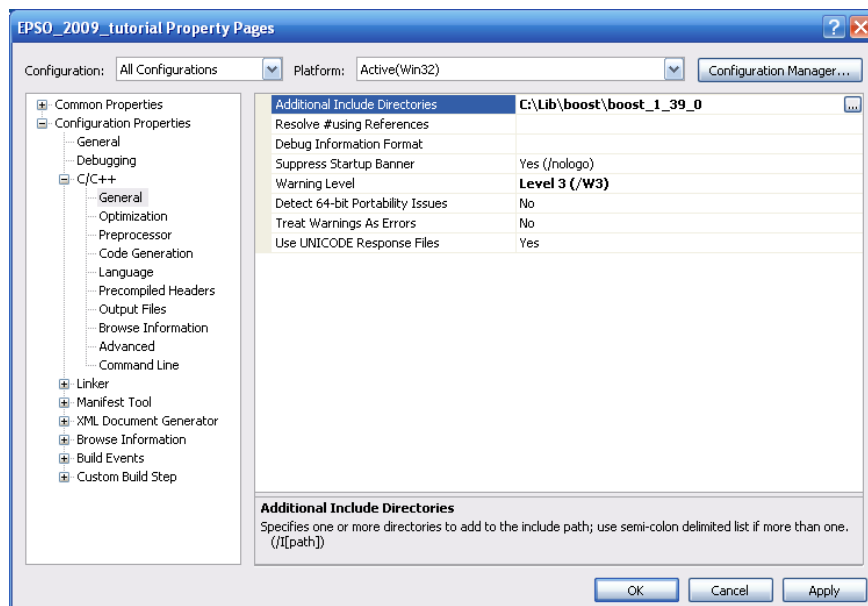 EPSO_2009_tutorial Property Pages
Configuration: All Configurations Platform: Active(Win32) Configuration Manager...
Common Properties
Configuration Properties
General
Debugging
C/C++
General
Optimization
Preprocessor
Code Generation
Language
Precompiled Headers
Output Files
Browse Information
Advanced
Command Line
Linker
Manifest Tool
XML Document Generator
Browse Information
Build Events
Custom Build Step
Additional Include Directories C:\Lib\boost\boost_1_39_0 ...
Resolve #using References
Debug Information Format
Suppress Startup Banner Yes (/nologo)
Warning Level Level 3 (/W3)
Detect 64-bit Portability Issues No
Treat Warnings As Errors No
Use UNICODE Response Files Yes
Additional Include Directories
Specifies one or more directories to add to the include path; use semi-colon delimited list if more than one.
(/I[path])
OK Cancel Apply